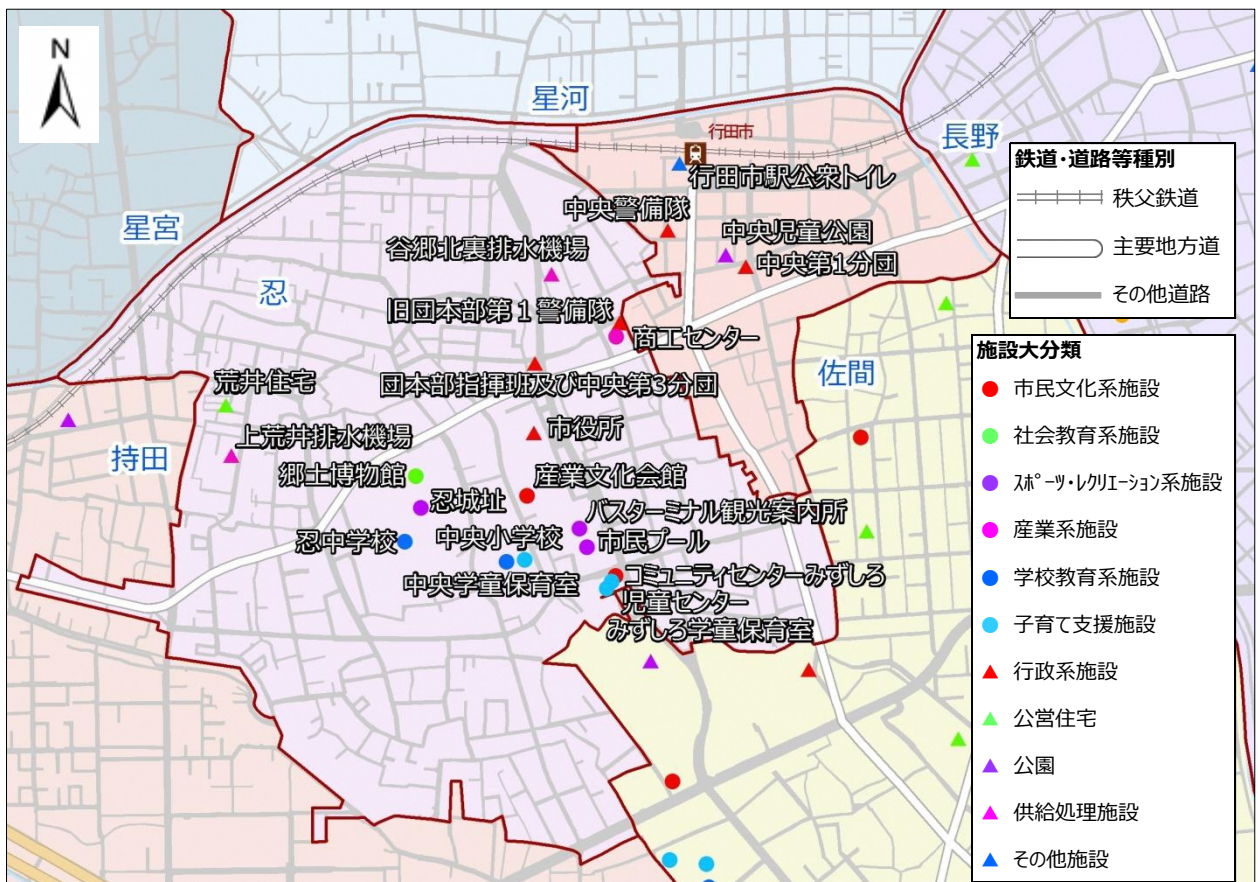 N
星河
行田市
長野
行田市駅公衆トイレ
中央警備隊
星宮
中央児童公園
谷郷北裏排水機場
中央第1分団
忍
旧団本部第1警備隊
商工センター
佐間
荒井住宅
団本部指揮班及び中央第3分団
市役所
上荒井排水機場
持田
郷土博物館
産業文化会館
忍城址
バスターミナル観光案内所
忍中学校
中央小学校
市民プール
中央学童保育室
コミュニティセンターみずしろ
児童センター
みずしろ学童保育室
鉄道・道路等種別
秩父鉄道
主要地方道
その他道路
施設大分類
市民文化系施設
社会教育系施設
スポーツ・レクリエーション系施設
産業系施設
学校教育系施設
子育て支援施設
行政系施設
公営住宅
公園
供給処理施設
その他施設